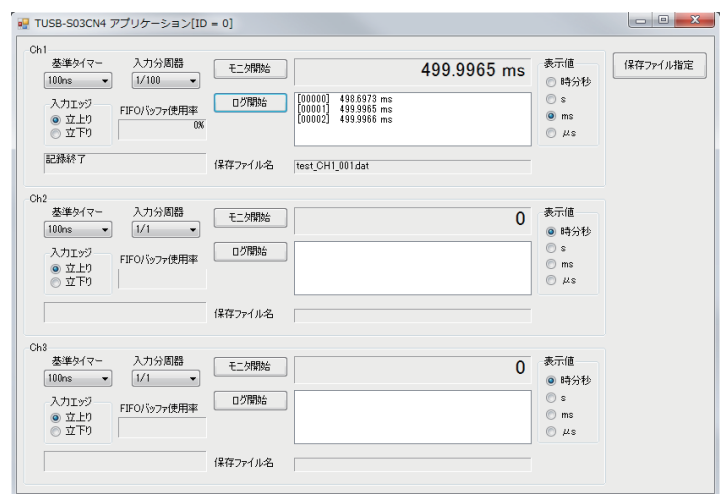 TUSB-S03CN4 アプリケーション[ID = 0]
Ch1
基準タイマー 入力分周器 モニタ開始 499.9965 ms 表示値 保存ファイル指定
100ns 1/100 時分秒
入力エッジ FIFOバッファ使用率 ログ開始 [00000] 498.6973 ms s
立上り 0% [00001] 499.9965 ms ms
立下り [00002] 499.9966 ms μs
記録終了 保存ファイル名 test_CH1_001.dat
Ch2
基準タイマー 入力分周器 モニタ開始 0 表示値
100ns 1/1 時分秒
入力エッジ FIFOバッファ使用率 ログ開始 s
立上り ms
立下り μs
保存ファイル名
Ch3
基準タイマー 入力分周器 モニタ開始 0 表示値
100ns 1/1 時分秒
入力エッジ FIFOバッファ使用率 ログ開始 s
立上り ms
立下り μs
保存ファイル名